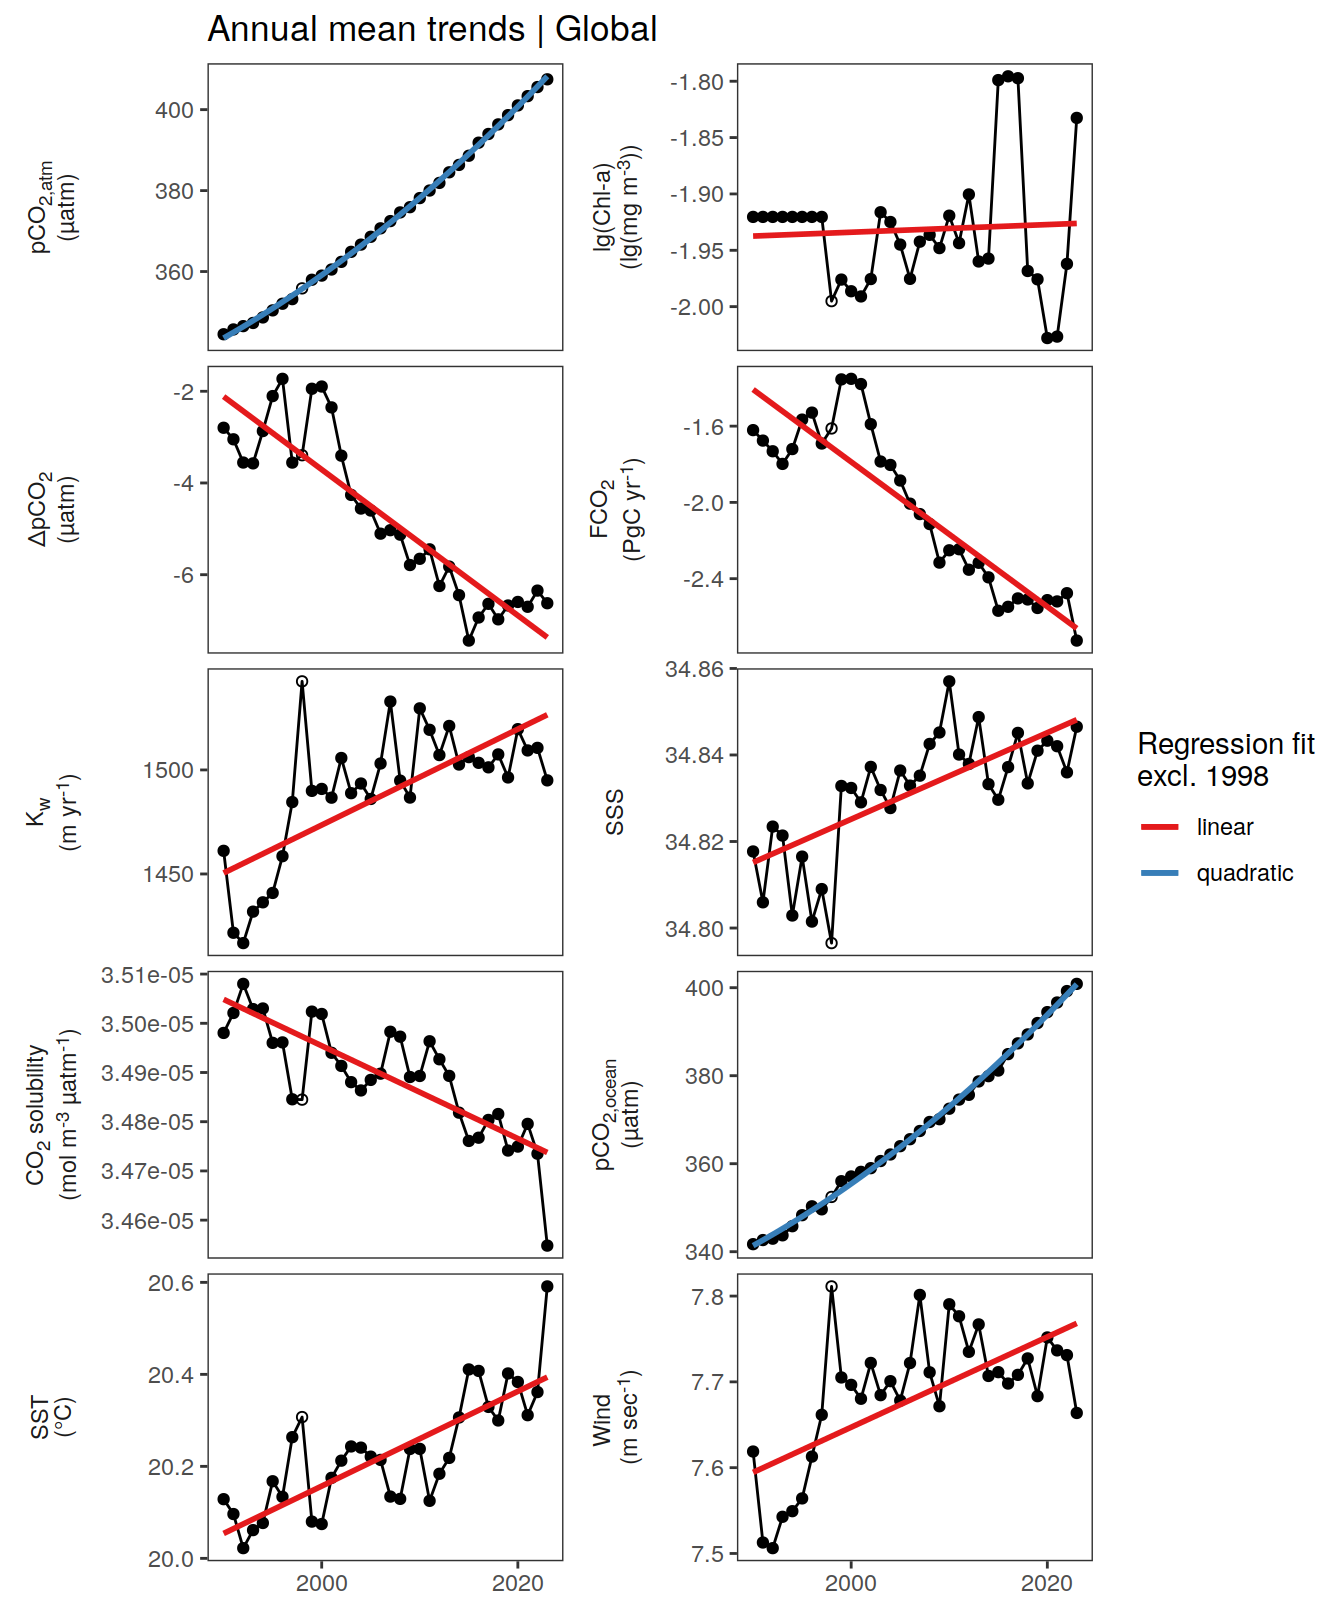 Annual mean trends | Global
pCO2,atm
(µatm)
400
380
360
lg(Chl-a)
(lg(mg m-3))
-1.80
-1.85
-1.90
-1.95
-2.00
ΔpCO2
(µatm)
-2
-4
-6
FCO2
(PgC yr-1)
-1.6
-2.0
-2.4
Kw
(m yr-1)
1500
1450
SSS
34.86
34.84
34.82
34.80
CO2 solubility
(mol m-3 µatm-1)
3.51e-05
3.50e-05
3.49e-05
3.48e-05
3.47e-05
3.46e-05
pCO2,ocean
(µatm)
400
380
360
340
SST
(°C)
20.6
20.4
20.2
20.0
2000
2020
Wind
(m sec-1)
7.8
7.7
7.6
7.5
2000
2020
Regression fit
excl. 1998
linear
quadratic